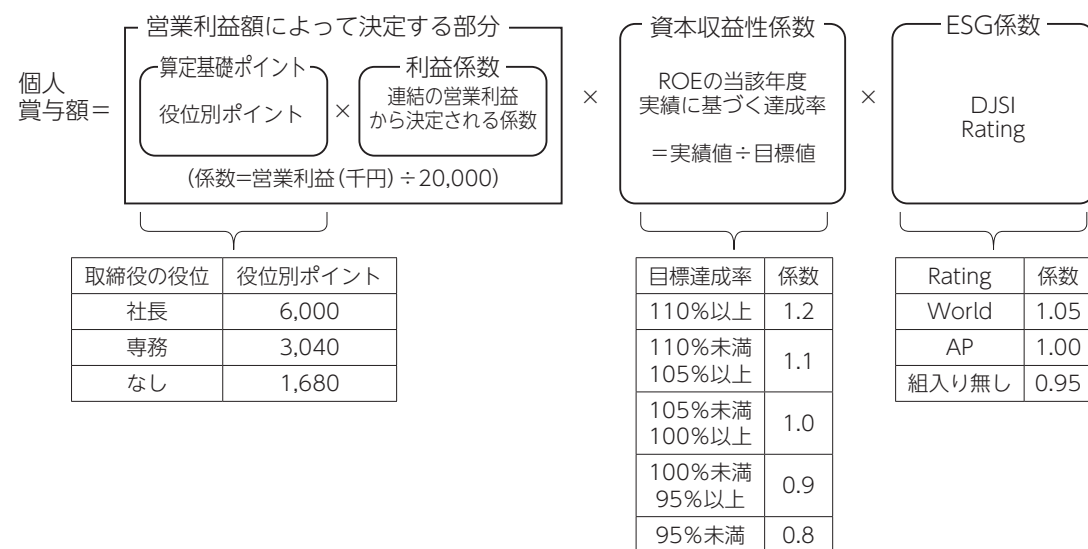 個人
賞与額＝
営業利益額によって決定する部分
算定基礎ポイント
役位別ポイント
×
利益係数
連結の営業利益
から決定される係数
(係数=営業利益(千円)÷20,000)
×
資本収益性係数
ROEの当該年度
実績に基づく達成率
＝実績値÷目標値
×
ESG係数
DJSI
Rating
取締役の役位 役位別ポイント
社長 6,000
専務 3,040
なし 1,680
目標達成率 係数
110%以上 1.2
110%未満
105%以上 1.1
105%未満
100%以上 1.0
100%未満
95%以上 0.9
95%未満 0.8
Rating 係数
World 1.05
AP 1.00
組入り無し 0.95